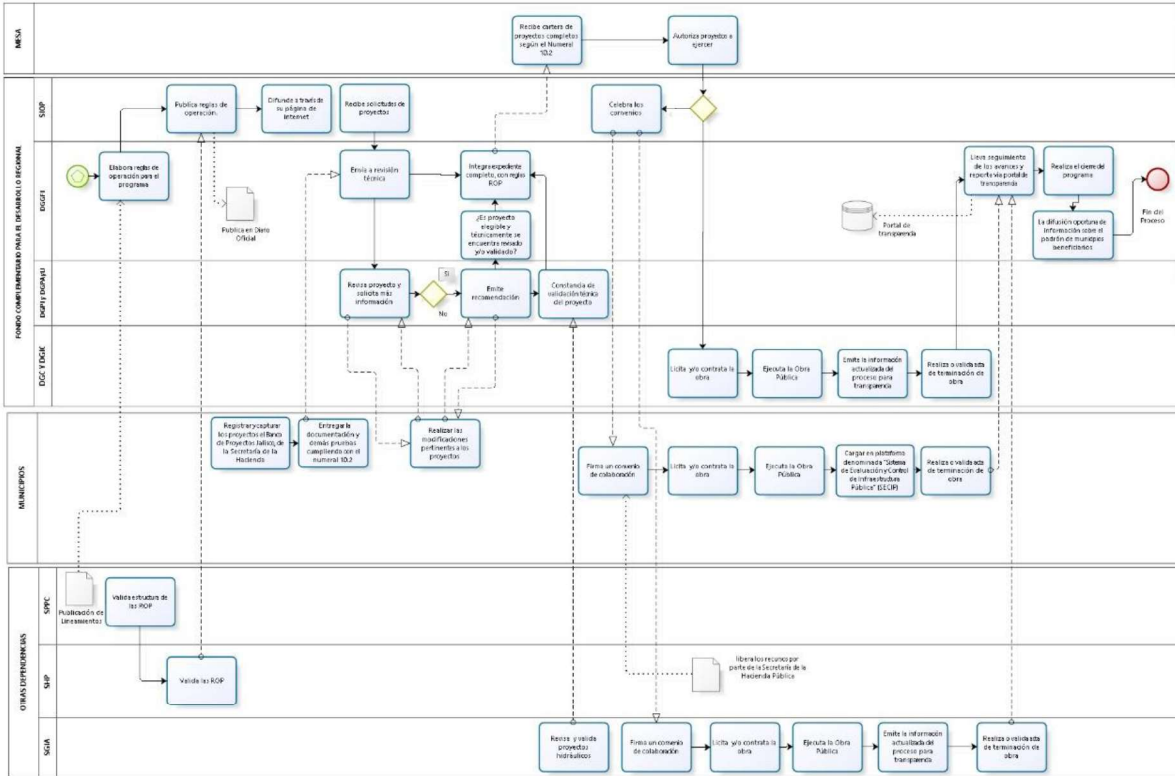 MESA
Recibe cartera de
proyectos completos
según el Numeral
10.2
Autoriza proyectos a
ejercer
FONDO COMPLEMENTARIO PARA EL DESARROLLO REGIONAL
SIOP
Publica reglas de
operación.
Difunde a través de
su página de
internet
Recibe solicitudes de
proyectos
Celebra los
convenios
DGGFI
Elabora reglas de
operación para el
programa
Publica en Diario
Oficial
Envía a revisión
técnica
Integra expediente
completo, con reglas
ROP
¿Es proyecto
elegible y
técnicamente se
encuentra revisado
y/o validado?
Portal de
transparencia
Lleva seguimiento
de los avances y
reporta vía portal de
transparencia
Realiza el cierre del
programa
La difusión oportuna de
información sobre el
padrón de municipios
beneficiarios
Fin del
Proceso
DGPI y DGPAyU
Revisa proyecto y
solicita más
información
Si
No
Emite
recomendación
Constancia de
validación técnica
del proyecto
DGC Y DGIC
Licita y/o contrata la
obra
Ejecuta la Obra
Pública
Emite la información
actualizada del
proceso para
transparencia
Realiza o valida acta
de terminación de
obra
MUNICIPIOS
Registrar y capturar
los proyectos el Banco
de Proyectos Jalisco, de
la Secretaría de la
Hacienda
Entregar la
documentación y
demás pruebas
cumpliendo con el
numeral 10.2
Realizar las
modificaciones
pertinentes a los
proyectos
Firma un convenio
de colaboración
Licita y/o contrata la
obra
Ejecuta la Obra
Pública
Cargar en plataforma
denominada "Sistema
de Evaluación y Control
de Infraestructura
Pública" (SECIP)
Realiza o valida acta
de terminación de
obra
OTRAS DEPENDENCIAS
SPPC
Publicación de
Lineamientos
Valida estructura de
las ROP
SHP
Valida las ROP
libera los recursos por
parte de la Secretaría de la
Hacienda Pública
SGIA
Revisa y valida
proyectos
hidráulicos
Firma un convenio
de colaboración
Licita y/o contrata la
obra
Ejecuta la Obra
Pública
Emite la información
actualizada del
proceso para
transparencia
Realiza o valida acta
de terminación de
obra